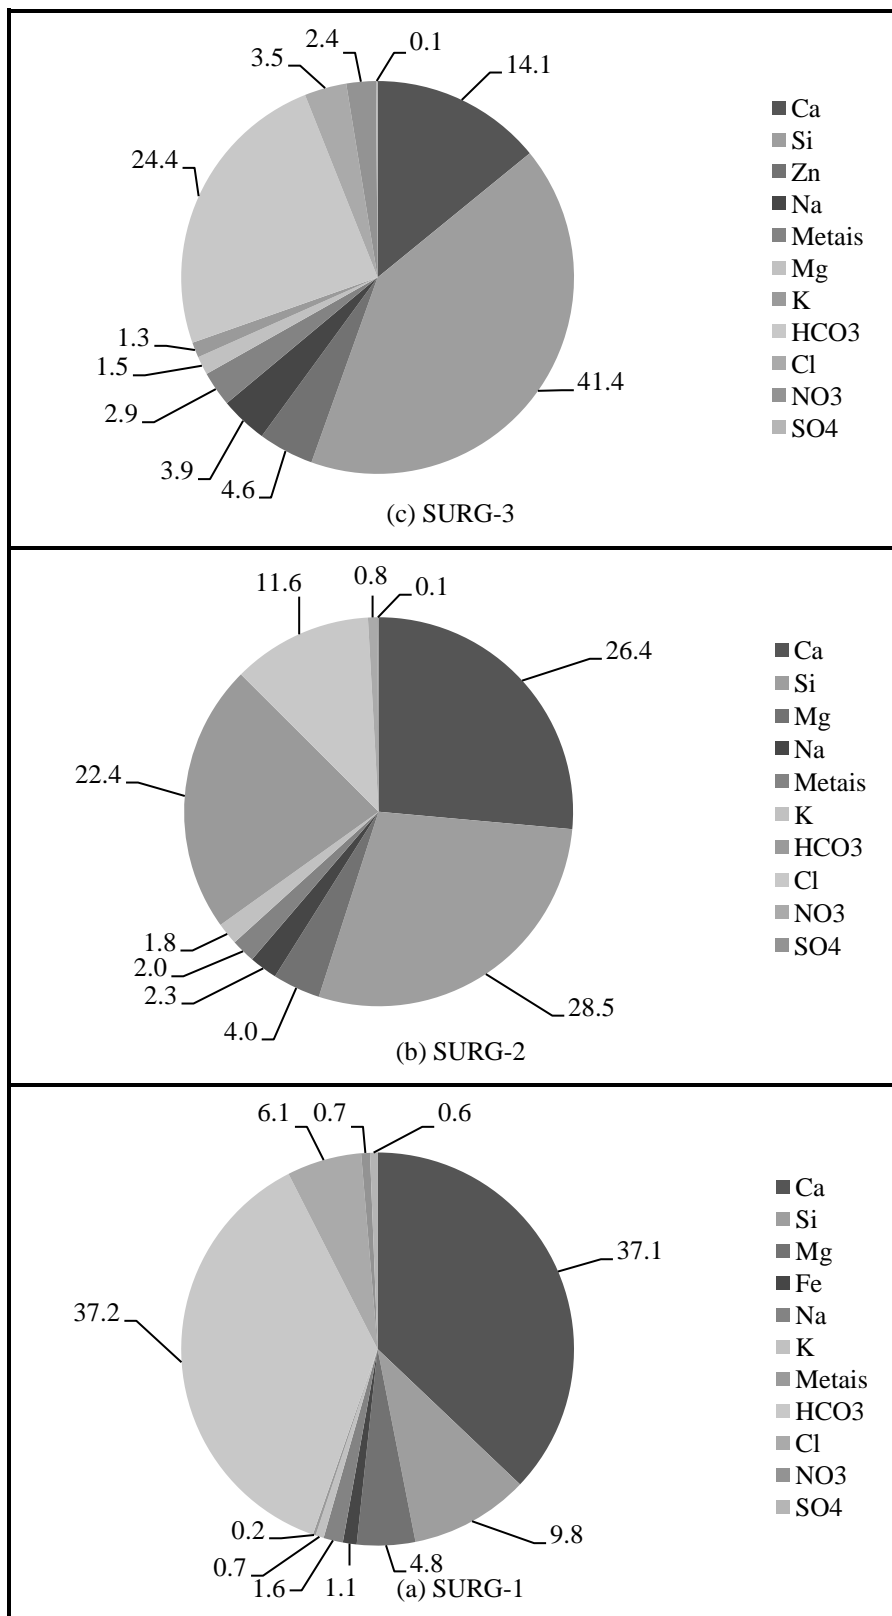 2.4
0.1
3.5
14.1
24.4
1.3
1.5
2.9
3.9
4.6
41.4
Ca
Si
Zn
Na
Metais
Mg
K
HCO3
Cl
NO3
SO4
(c) SURG-3
11.6
0.8
0.1
26.4
22.4
1.8
2.0
2.3
4.0
28.5
Ca
Si
Mg
Na
Metais
K
HCO3
Cl
NO3
SO4
(b) SURG-2
6.1
0.7
0.6
37.1
37.2
0.2
0.7
1.6
1.1
4.8
9.8
Ca
Si
Mg
Fe
Na
K
Metais
HCO3
Cl
NO3
SO4
(a) SURG-1